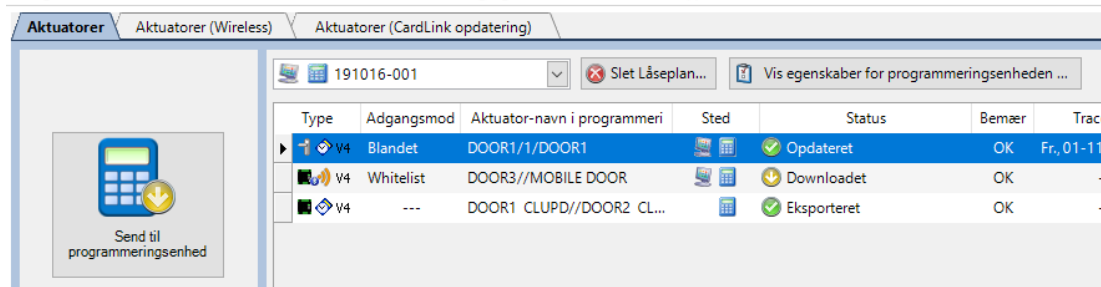 Aktuatorer Aktuatorer (Wireless) Aktuatorer (CardLink opdatering)
191016-001 Slet Låseplan... Vis egenskaber for programmeringsenheden ...
Type Adgangsmod Aktuator-navn i programmeri Sted Status Bemær Trac
V4 Blandet DOOR1/1/DOOR1 Opdateret OK Fr., 01-11
V4 Whitelist DOOR3//MOBILE DOOR Downloadet OK -
V4 --- DOOR1 CLUPD//DOOR2 CL... Eksporteret OK -
Send til
programmeringsenhed